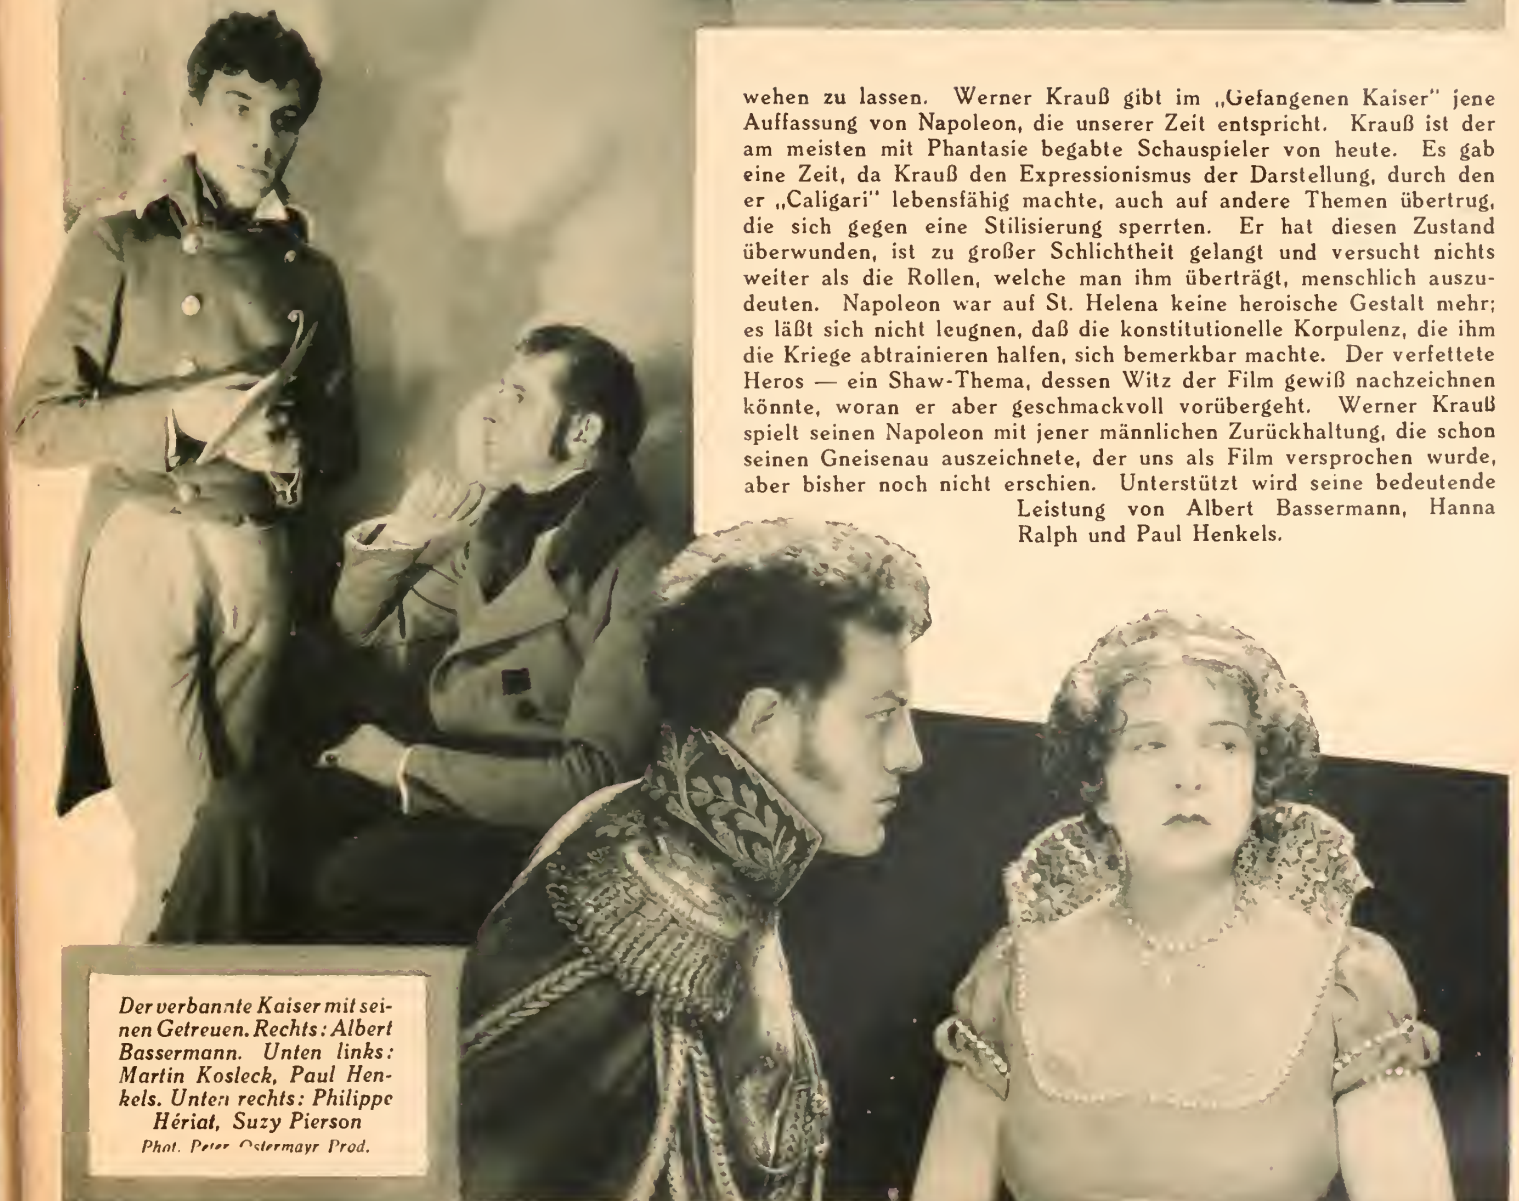 wehen zu lassen. Werner Krauß gibt im „Gefangenen Kaiser" jene
Auffassung von Napoleon, die unserer Zeit entspricht. Krauß ist der
am meisten mit Phantasie begabte Schauspieler von heute. Es gab
eine Zeit, da Krauß den Expressionismus der Darstellung, durch den
er „Caligari" lebensfähig machte, auch auf andere Themen übertrug,
die sich gegen eine Stilisierung sperrten. Er hat diesen Zustand
überwunden, ist zu großer Schlichtheit gelangt und versucht nichts
weiter als die Rollen, welche man ihm überträgt, menschlich auszu-
deuten. Napoleon war auf St. Helena keine heroische Gestalt mehr;
es läßt sich nicht leugnen, daß die konstitutionelle Korpulenz, die ihm
die Kriege abtrainieren halfen, sich bemerkbar machte. Der verfettete
Heros — ein Shaw-Thema, dessen Witz der Film gewiß nachzeichnen
könnte, woran er aber geschmackvoll vorübergeht. Werner Krauß
spielt seinen Napoleon mit jener männlichen Zurückhaltung, die schon
seinen Gneisenau auszeichnete, der uns als Film versprochen wurde,
aber bisher noch nicht erschien. Unterstützt wird seine bedeutende
Leistung von Albert Bassermann, Hanna
Ralph und Paul Henkels.
Der verbannte Kaiser mit sei-
nen Getreuen. Rechts: Albert
Bassermann. Unten links:
Martin Kosleck, Paul Hen-
kels. Unten rechts: Philippe
Hériat, Suzy Pierson
Phot. Peter Ostermayr Prod.